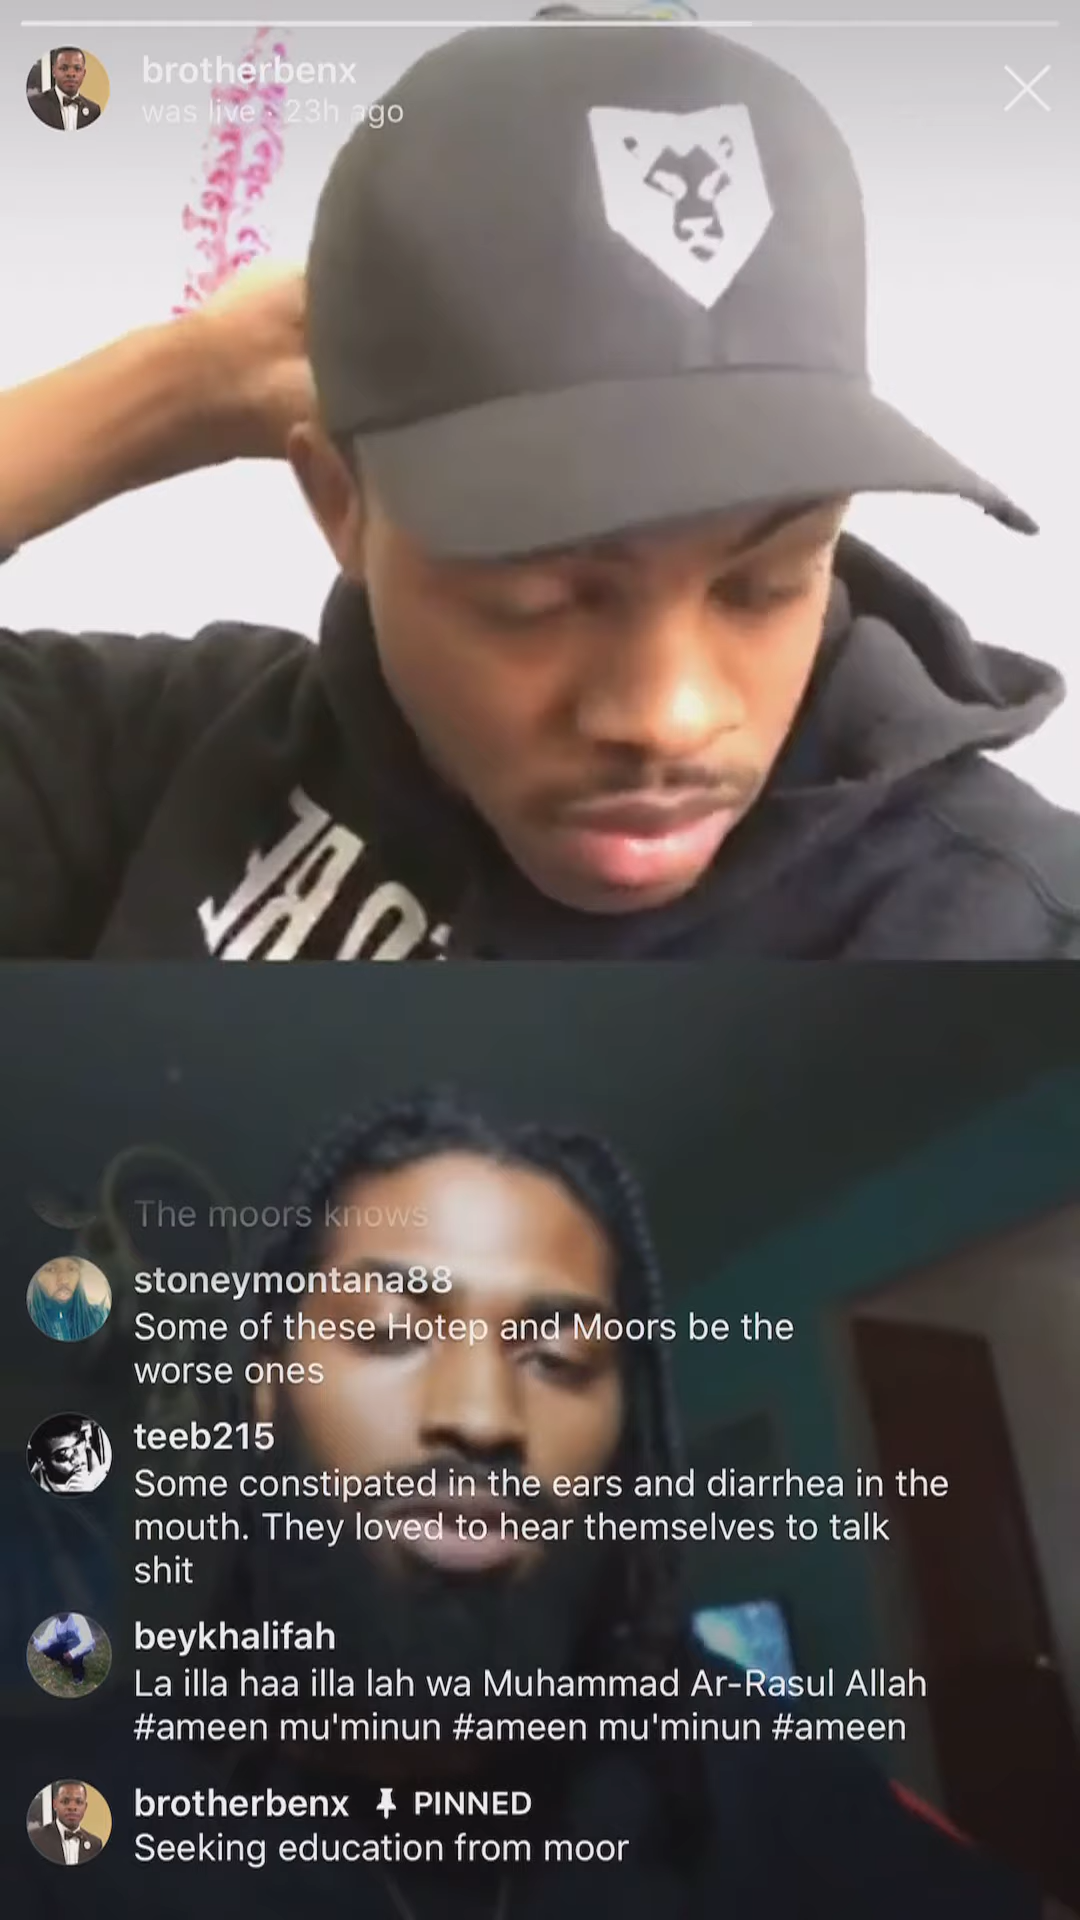 brotherbenx
was live · 23h ago
The moors knows
stoneymontana88
Some of these Hotep and Moors be the
worse ones
teeb215
Some constipated in the ears and diarrhea in the
mouth. They loved to hear themselves to talk
shit
beykhalifah
La illa haa illa lah wa Muhammad Ar-Rasul Allah
#ameen mu'minun #ameen mu'minun #ameen
brotherbenx PINNED
Seeking education from moor